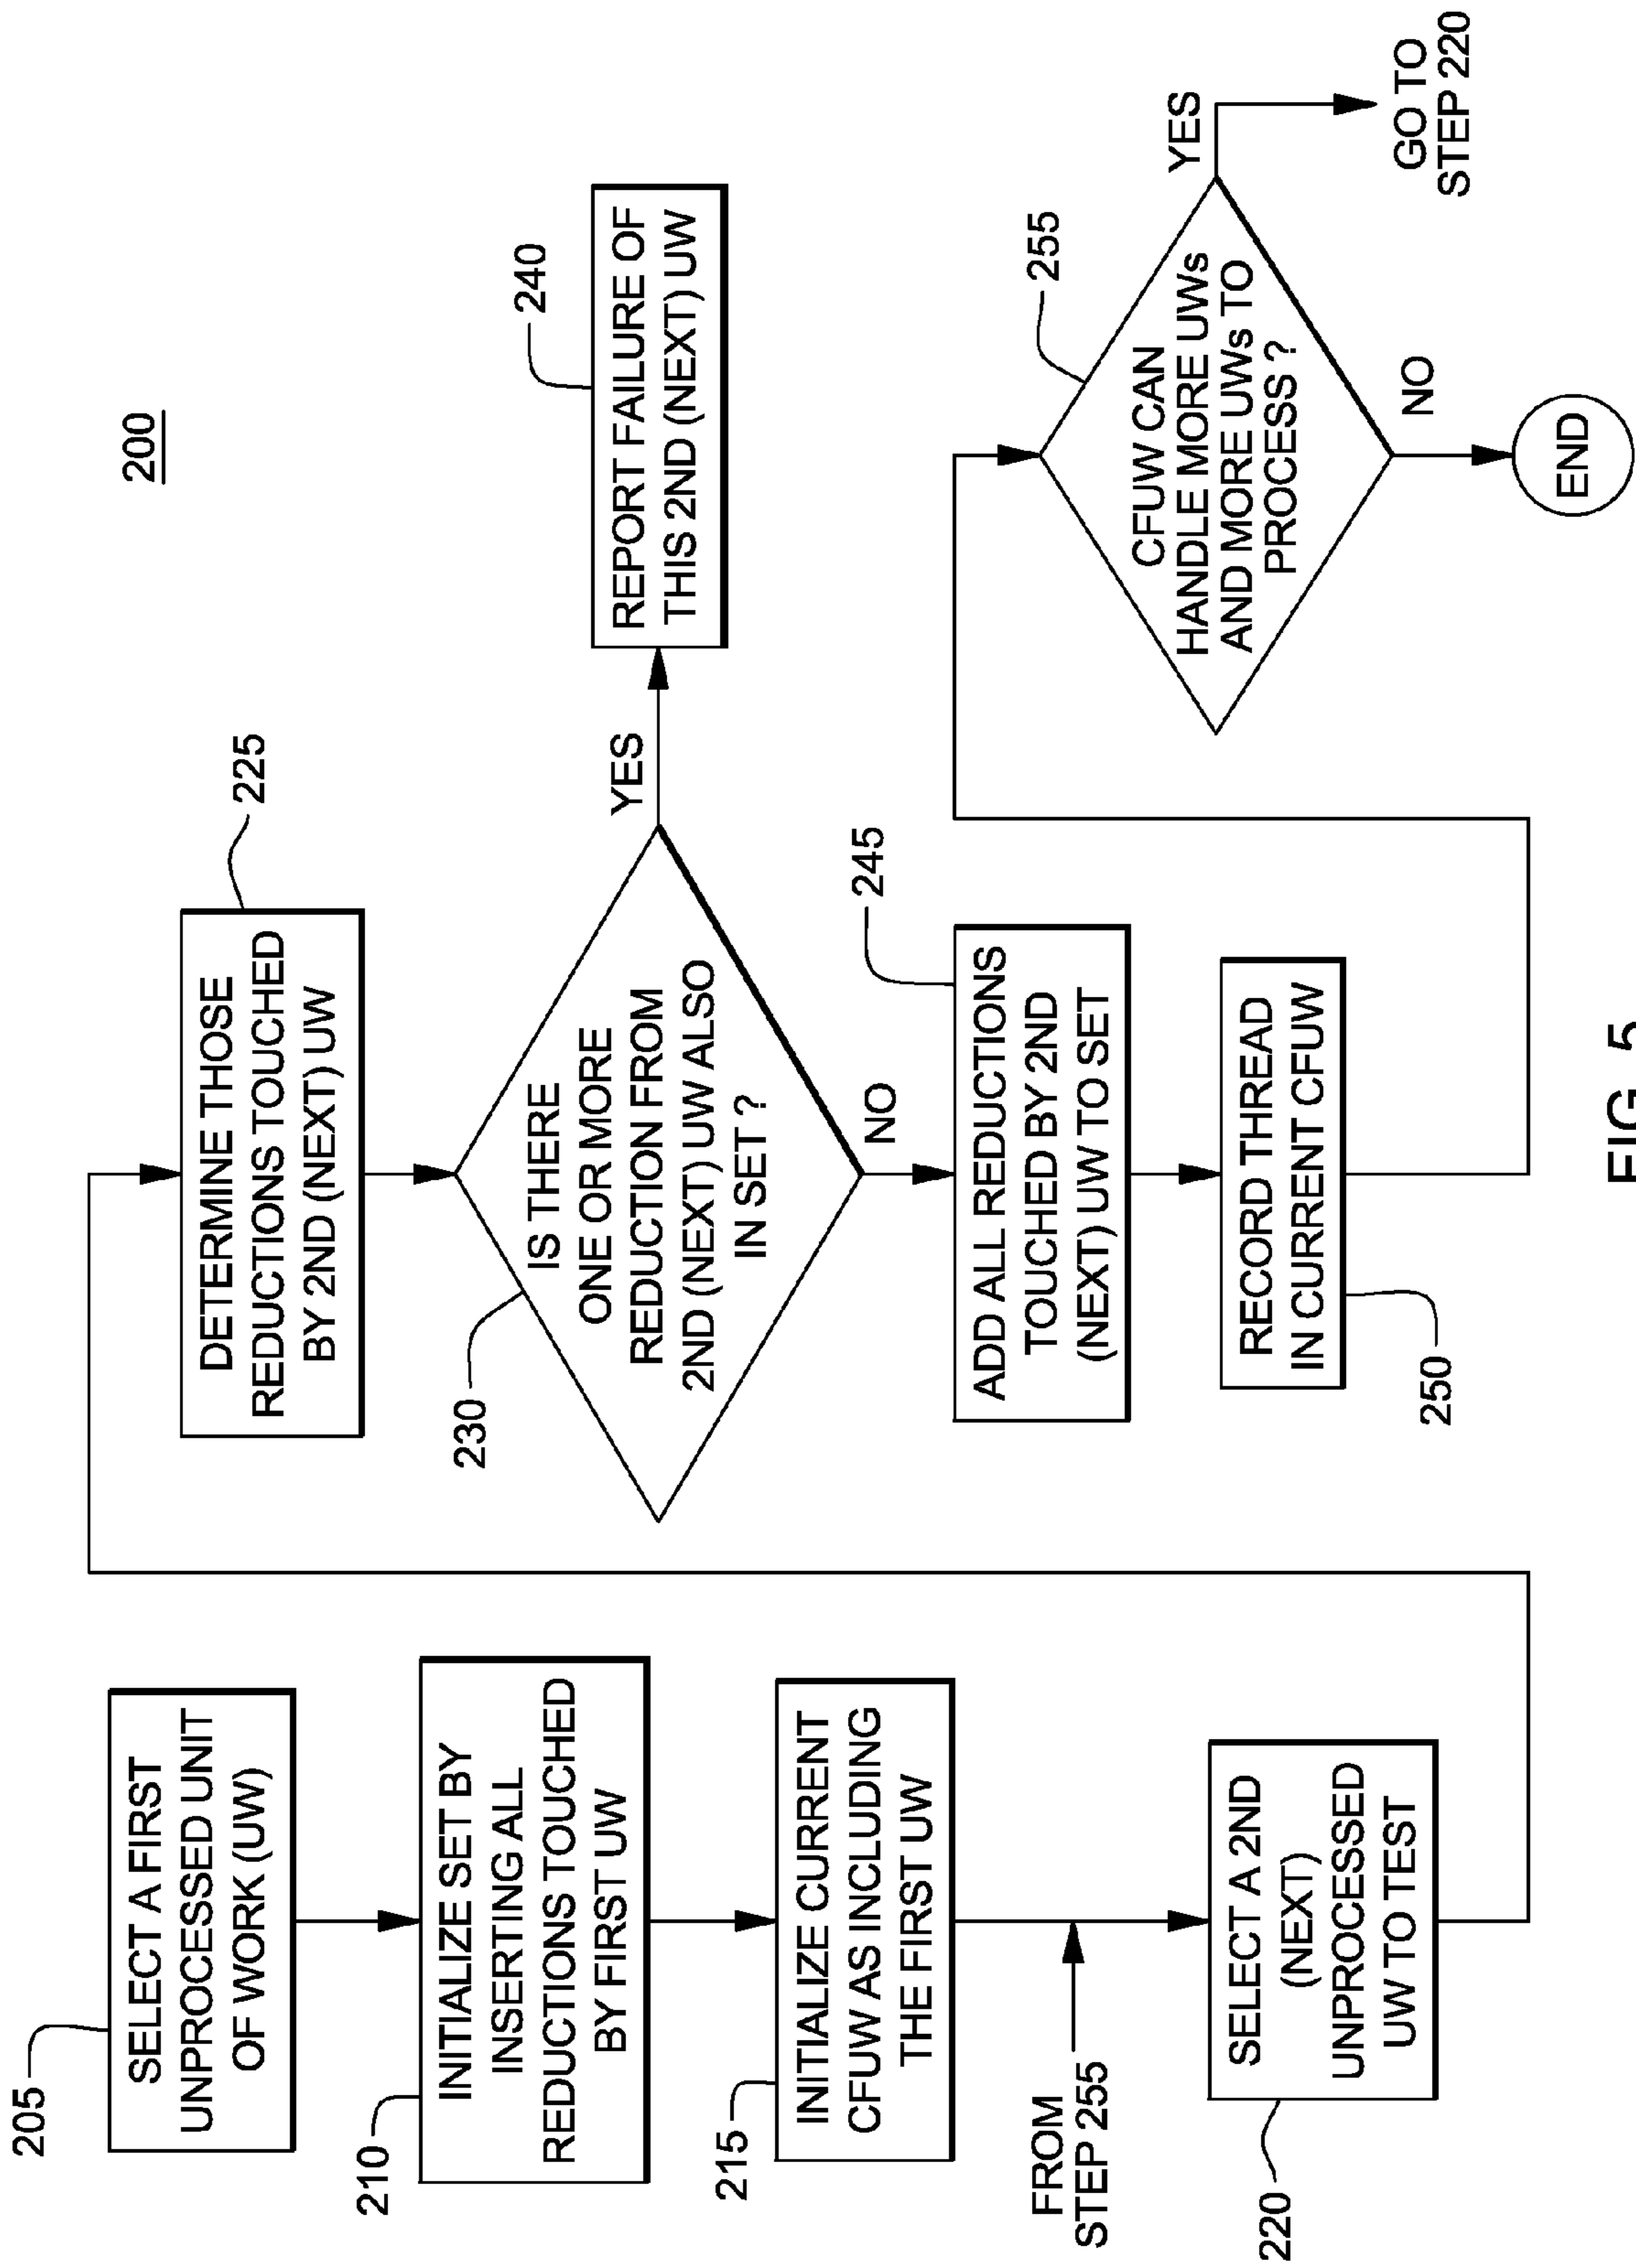 200
205
SELECT A FIRST
UNPROCESSED UNIT
OF WORK (UW)
210
INITIALIZE SET BY
INSERTING ALL
REDUCTIONS TOUCHED
BY FIRST UW
215
INITIALIZE CURRENT
CFUW AS INCLUDING
THE FIRST UW
FROM
STEP 255
220
SELECT A 2ND
(NEXT)
UNPROCESSED
UW TO TEST
225
DETERMINE THOSE
REDUCTIONS TOUCHED
BY 2ND (NEXT) UW
230
IS THERE
ONE OR MORE
REDUCTION FROM
2ND (NEXT) UW ALSO
IN SET ?
YES
240
REPORT FAILURE OF
THIS 2ND (NEXT) UW
NO
245
ADD ALL REDUCTIONS
TOUCHED BY 2ND
(NEXT) UW TO SET
250
RECORD THREAD
IN CURRENT CFUW
255
CFUW CAN
HANDLE MORE UWs
AND MORE UWs TO
PROCESS ?
YES
GO TO
STEP 220
NO
END
FIG. 5